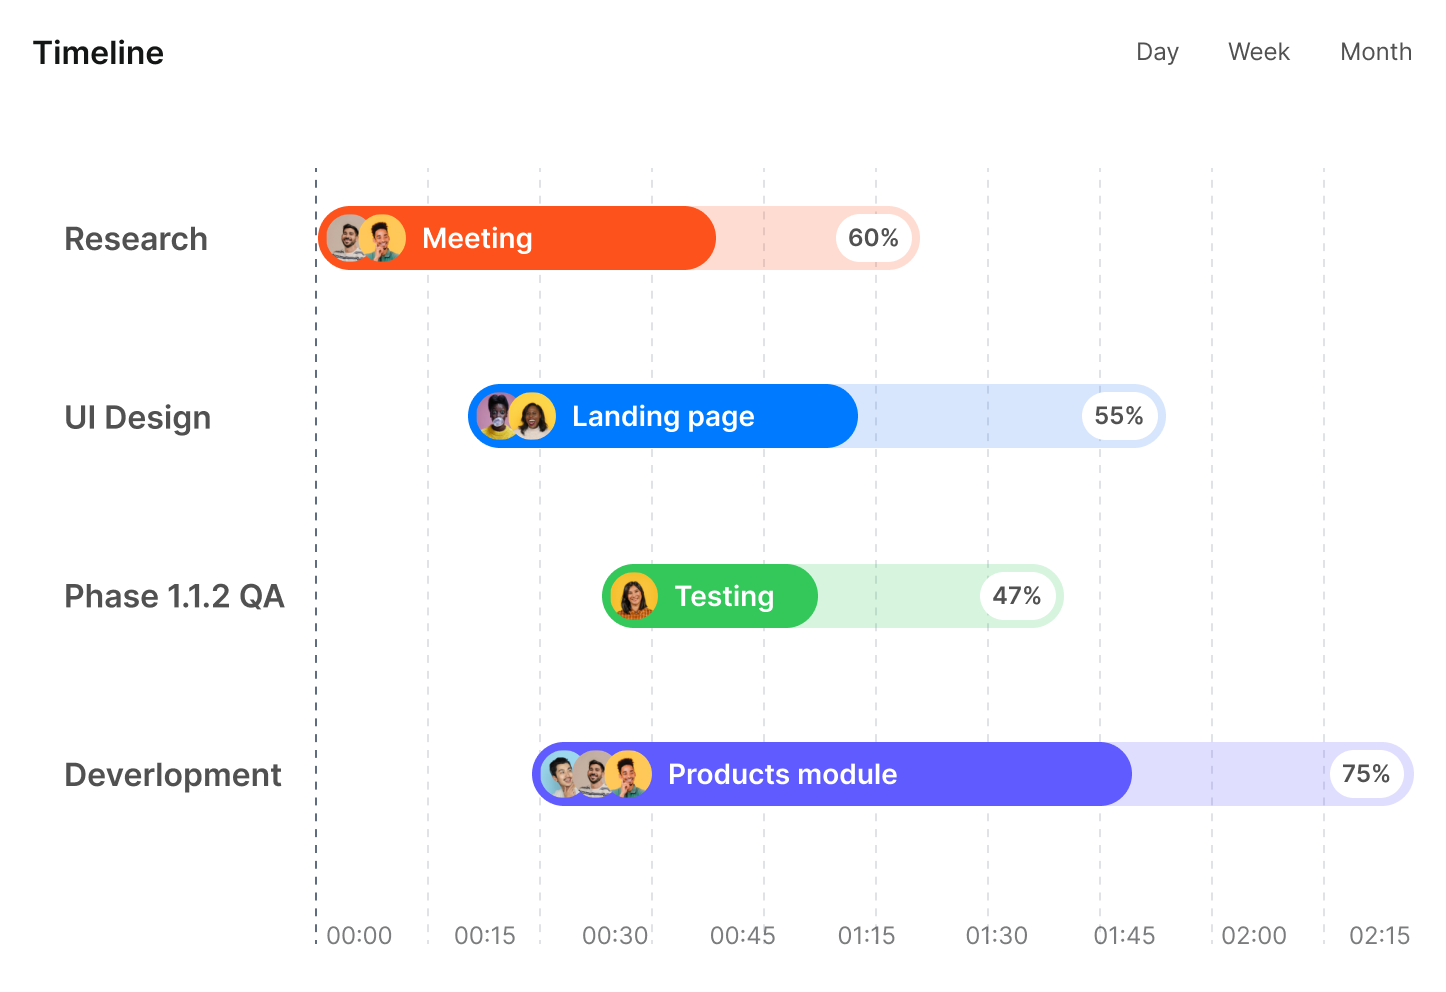 Timeline
Day Week Month
Research
Meeting
60%
UI Design
Landing page
55%
Phase 1.1.2 QA
Testing
47%
Deverlopment
Products module
75%
00:00 00:15 00:30 00:45 01:15 01:30 01:45 02:00 02:15